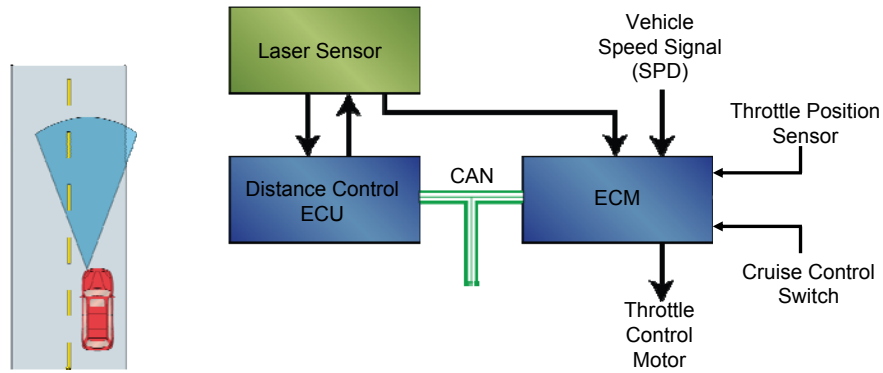 Laser Sensor
Vehicle
Speed Signal
(SPD)
Throttle Position
Sensor
Distance Control
ECU
CAN
ECM
Cruise Control
Switch
Throttle
Control
Motor